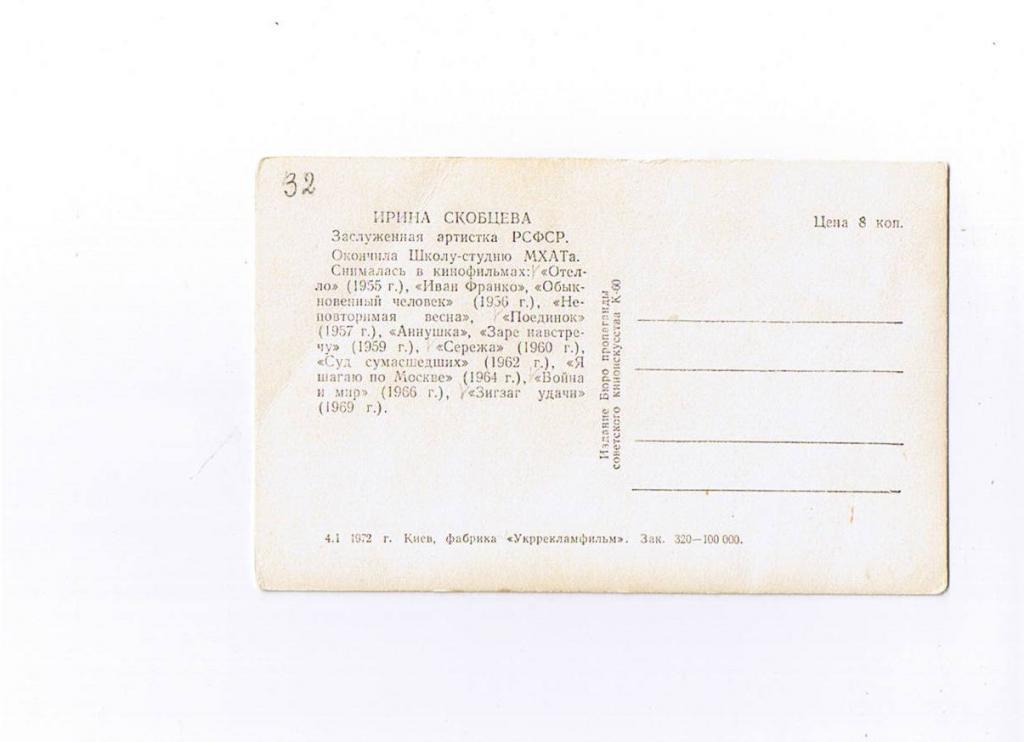 32
ИРИНА СКОБЦЕВА
Заслуженная артистка РСФСР.
Окончила Школу-студию МХАТа.
Снималась в кинофильмах: «Отел-
ло» (1955 г.), «Иван Франко», «Обык-
новенный человек» (1956 г.), «Не-
повторимая весна», «Поединок»
(1957 г.), «Аннушка», «Заре навстре-
чу» (1959 г.), «Сережа» (1960 г.),
«Суд сумасшедших» (1962 г.), «Я
шагаю по Москве» (1964 г.), «Война
и мир» (1966 г.), «Зигзаг удачи»
(1969 г.).
Издание Бюро пропаганды
советского киноискусства К-60
Цена 8 коп.
4.1 1972 г. Киев, фабрика «Укррекламфильм». Зак. 320—100 000.